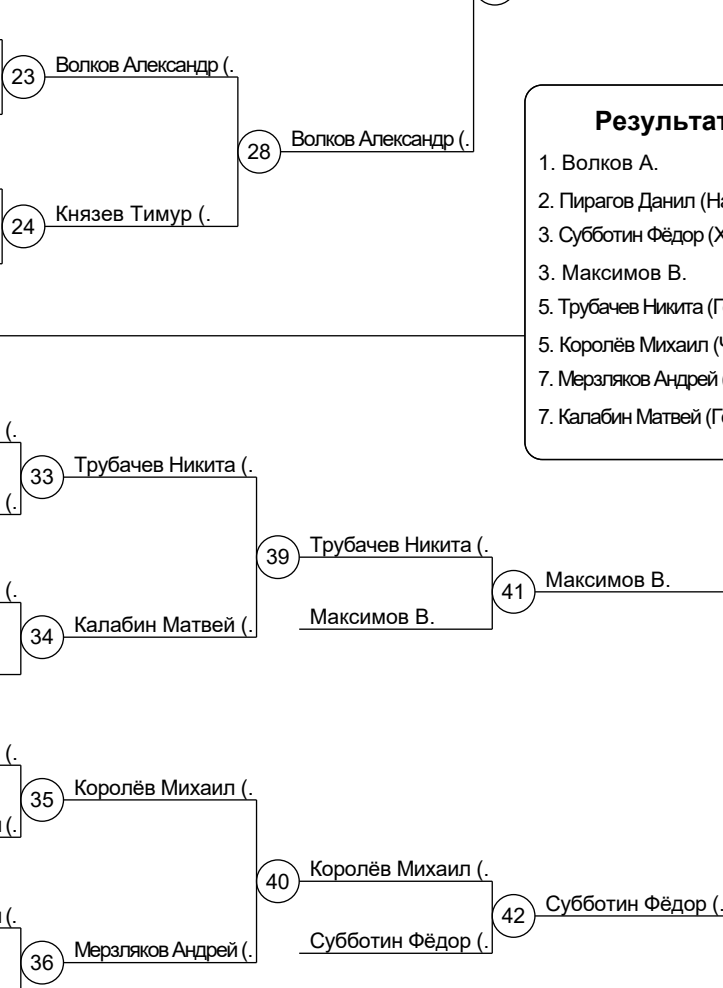 23
Волков Александр (.
28
Волков Александр (.
24
Князев Тимур (.
Результат
1. Волков А.
2. Пирагов Данил (На
3. Субботин Фёдор (Х
3. Максимов В.
5. Трубачев Никита (Г
5. Королёв Михаил (Ч
7. Мерзляков Андрей (
7. Калабин Матвей (Г
(.
33
Трубачев Никита (.
(.
39
Трубачев Никита (.
41
Максимов В.
Максимов В.
(.
34
Калабин Матвей (.
(.
35
Королёв Михаил (.
(.
40
Королёв Михаил (.
42
Субботин Фёдор (.
Субботин Фёдор (.
(.
36
Мерзляков Андрей (.